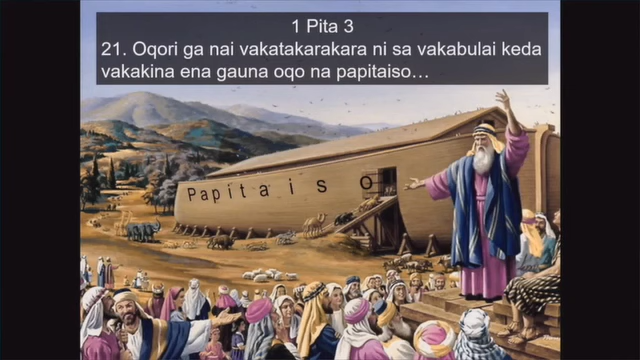 1 Pita 3
21. Oqori ga nai vakatakarakara ni sa vakabulai keda
vakakina ena gauna oqo na papitaiso…
Papitaiso